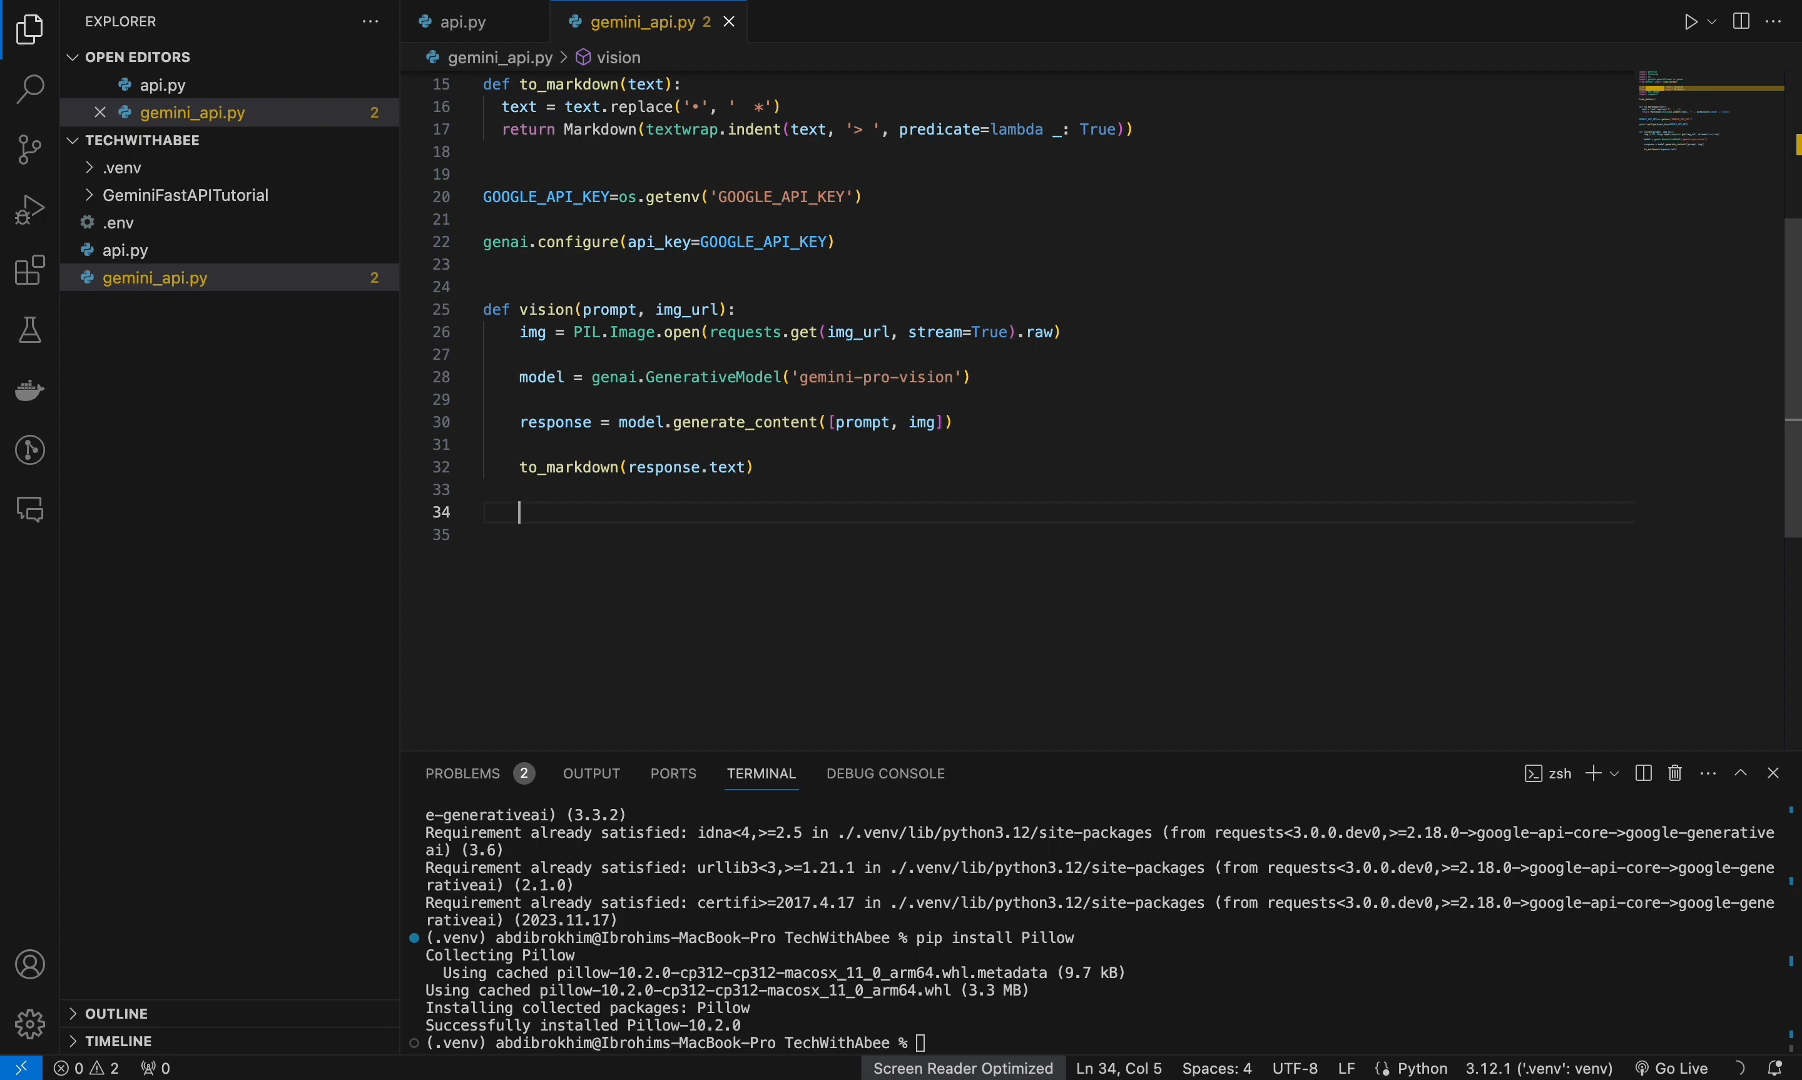 EXPLORER
OPEN EDITORS
api.py
gemini_api.py 2
TECHWITHABEE
.venv
GeminiFastAPITutorial
.env
api.py
gemini_api.py 2
OUTLINE
TIMELINE
api.py
gemini_api.py 2
gemini_api.py > vision
15 def to_markdown(text):
16 text = text.replace('•', '  *')
17 return Markdown(textwrap.indent(text, '> ', predicate=lambda _: True))
18
19
20 GOOGLE_API_KEY=os.getenv('GOOGLE_API_KEY')
21
22 genai.configure(api_key=GOOGLE_API_KEY)
23
24
25 def vision(prompt, img_url):
26 img = PIL.Image.open(requests.get(img_url, stream=True).raw)
27
28 model = genai.GenerativeModel('gemini-pro-vision')
29
30 response = model.generate_content([prompt, img])
31
32 to_markdown(response.text)
33
34
35
PROBLEMS 2 OUTPUT PORTS TERMINAL DEBUG CONSOLE zsh
e-generativeai) (3.3.2)
Requirement already satisfied: idna<4,>=2.5 in ./.venv/lib/python3.12/site-packages (from requests<3.0.0.dev0,>=2.18.0->google-api-core->google-generative
ai) (3.6)
Requirement already satisfied: urllib3<3,>=1.21.1 in ./.venv/lib/python3.12/site-packages (from requests<3.0.0.dev0,>=2.18.0->google-api-core->google-gene
rativeai) (2.1.0)
Requirement already satisfied: certifi>=2017.4.17 in ./.venv/lib/python3.12/site-packages (from requests<3.0.0.dev0,>=2.18.0->google-api-core->google-gene
rativeai) (2023.11.17)
(.venv) abdibrokhim@Ibrohims-MacBook-Pro TechWithAbee % pip install Pillow
Collecting Pillow
Using cached pillow-10.2.0-cp312-cp312-macosx_11_0_arm64.whl.metadata (9.7 kB)
Using cached pillow-10.2.0-cp312-cp312-macosx_11_0_arm64.whl (3.3 MB)
Installing collected packages: Pillow
Successfully installed Pillow-10.2.0
(.venv) abdibrokhim@Ibrohims-MacBook-Pro TechWithAbee %
0 2 0 Screen Reader Optimized Ln 34, Col 5 Spaces: 4 UTF-8 LF Python 3.12.1 ('.venv': venv) Go Live